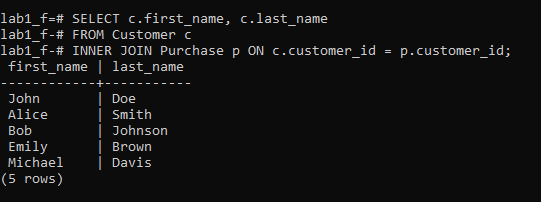 lab1_f=# SELECT c.first_name, c.last_name
lab1_f-# FROM Customer c
lab1_f-# INNER JOIN Purchase p ON c.customer_id = p.customer_id;
 first_name | last_name
------------+-----------
 John       | Doe
 Alice      | Smith
 Bob        | Johnson
 Emily      | Brown
 Michael    | Davis
(5 rows)